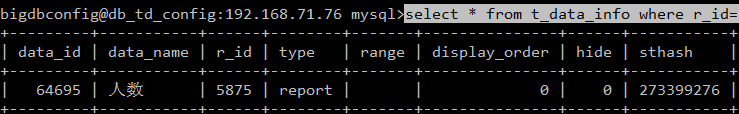 bigdbconfig@db_td_config:192.168.71.76 mysql>select * from t_data_info where r_id=
+---------+-----------+------+--------+-------+---------------+------+-----------+
| data_id | data_name | r_id | type   | range | display_order | hide | sthash    |
+---------+-----------+------+--------+-------+---------------+------+-----------+
|   64695 | 人数      | 5875 | report |       |             0 |    0 | 273399276 |
+---------+-----------+------+--------+-------+---------------+------+-----------+